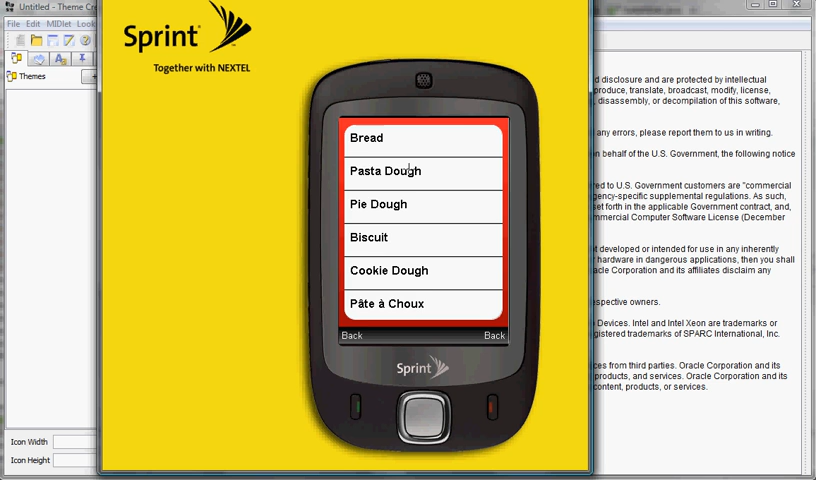 Untitled - Theme Cre
File Edit MIDlet Look
Themes
Icon Width
Icon Height
Sprint
Together with NEXTEL
Bread
Pasta Dough
Pie Dough
Biscuit
Cookie Dough
Pâte à Choux
Back Back
Sprint
d disclosure and are protected by intellectual
produce, translate, broadcast, modify, license,
, disassembly, or decompilation of this software,
any errors, please report them to us in writing.
on behalf of the U.S. Government, the following notice
red to U.S. Government customers are "commercial
agency-specific supplemental regulations. As such,
set forth in the applicable Government contract, and,
mmercial Computer Software License (December
t developed or intended for use in any inherently
r hardware in dangerous applications, then you shall
acle Corporation and its affiliates disclaim any
espective owners.
Devices. Intel and Intel Xeon are trademarks or
gistered trademarks of SPARC International, Inc.
ces from third parties. Oracle Corporation and its
products, and services. Oracle Corporation and its
content, products, or services.